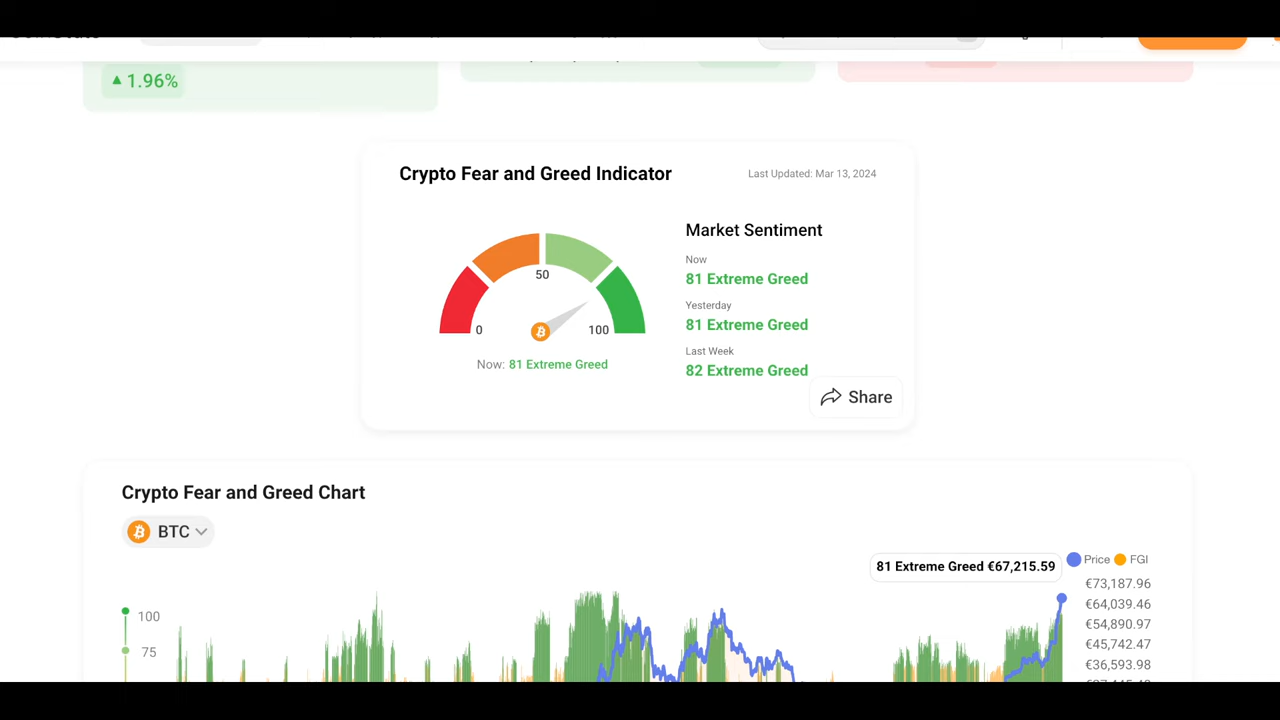 1.96%
Crypto Fear and Greed Indicator
Last Updated: Mar 13, 2024
50
0
100
Now: 81 Extreme Greed
Market Sentiment
Now
81 Extreme Greed
Yesterday
81 Extreme Greed
Last Week
82 Extreme Greed
Share
Crypto Fear and Greed Chart
BTC
81 Extreme Greed €67,215.59
Price FGI
€73,187.96
€64,039.46
€54,890.97
€45,742.47
€36,593.98
100
75